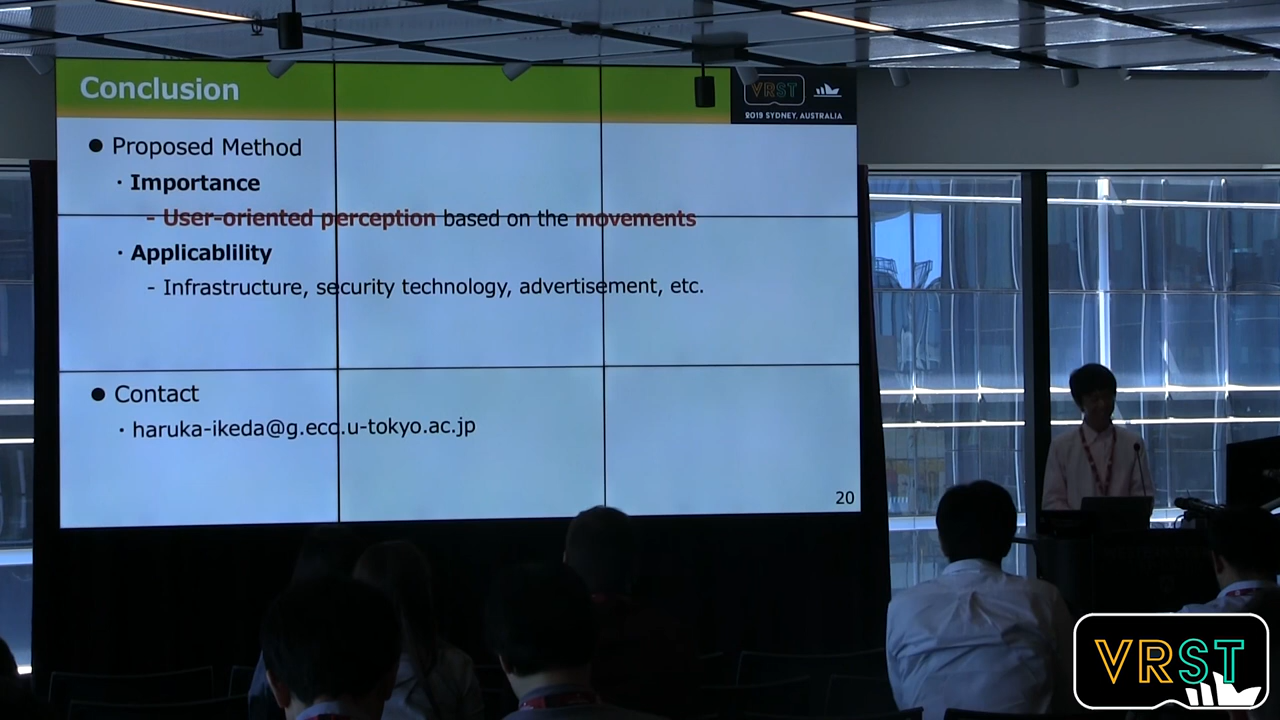 Conclusion
VRST
2019 SYDNEY, AUSTRALIA
● Proposed Method
・Importance
- User-oriented perception based on the movements
・Applicablility
- Infrastructure, security technology, advertisement, etc.
● Contact
・haruka-ikeda@g.ecc.u-tokyo.ac.jp
20
VRST